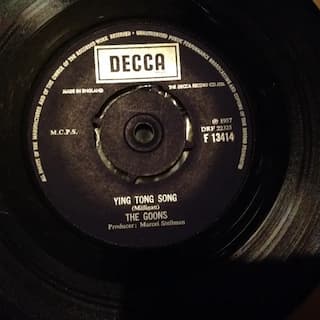 DECCA
MADE IN ENGLAND
THE DECCA RECORD CO. LTD.
M.C.P.S.
℗ 1957
DRF 22325
F 13414
YING TONG SONG
(Milligan)
THE GOONS
Producer: Marcel Stellman